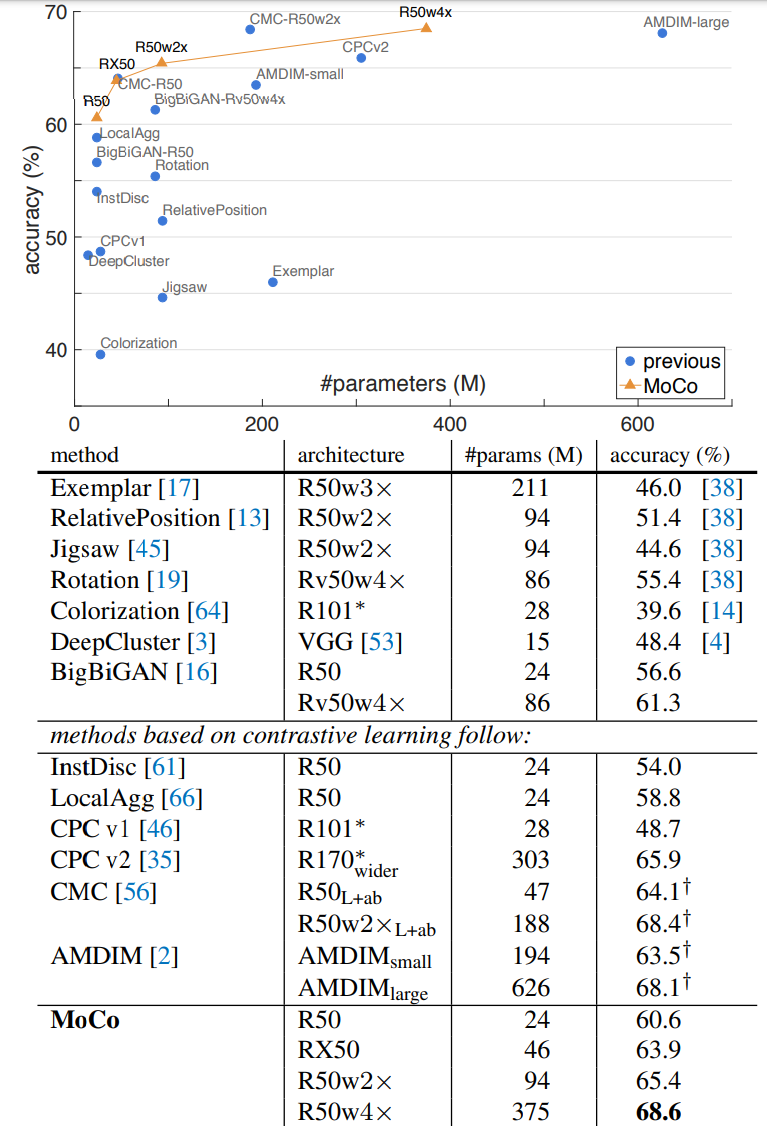 70
CMC-R50w2x
R50w4x
AMDIM-large
R50w2x
CPCv2
RX50
AMDIM-small
CMC-R50
BigBiGAN-Rv50w4x
R50
60
LocalAgg
BigBiGAN-R50
Rotation
InstDisc
RelativePosition
50
CPCv1
DeepCluster
Exemplar
Jigsaw
Colorization
40
accuracy (%)
previous
MoCo
#parameters (M)
0 200 400 600
method architecture #params (M) accuracy (%)
Exemplar [17] R50w3× 211 46.0 [38]
RelativePosition [13] R50w2× 94 51.4 [38]
Jigsaw [45] R50w2× 94 44.6 [38]
Rotation [19] Rv50w4× 86 55.4 [38]
Colorization [64] R101* 28 39.6 [14]
DeepCluster [3] VGG [53] 15 48.4 [4]
BigBiGAN [16] R50 24 56.6
Rv50w4× 86 61.3
methods based on contrastive learning follow:
InstDisc [61] R50 24 54.0
LocalAgg [66] R50 24 58.8
CPC v1 [46] R101* 28 48.7
CPC v2 [35] R170*wider 303 65.9
CMC [56] R50L+ab 47 64.1†
R50w2×L+ab 188 68.4†
AMDIM [2] AMDIMsmall 194 63.5†
AMDIMlarge 626 68.1†
MoCo R50 24 60.6
RX50 46 63.9
R50w2× 94 65.4
R50w4× 375 68.6